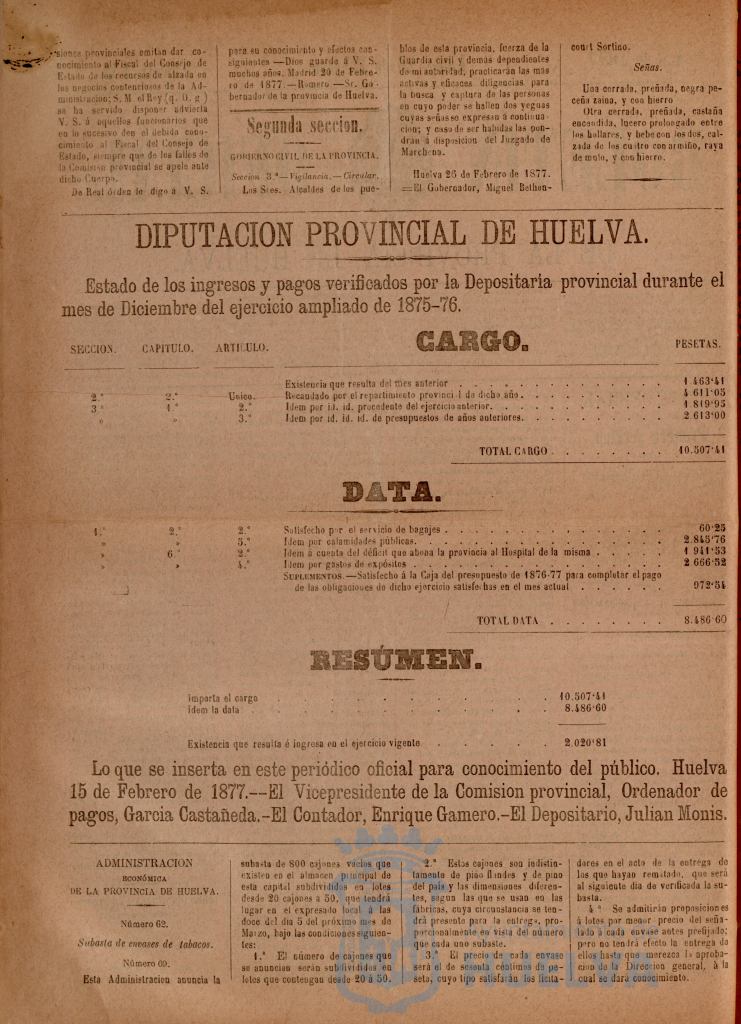 siones provinciales emitan dar co-
nocimiento al Fiscal del Consejo de
Estado de los recursos de alzada en
los negocios contenciosos de la Ad-
ministracion; S. M. el Rey (q. D. g.)
se ha servido disponer advierta
V. S. á aquellos funcionarios que
en lo sucesivo den el debida cono-
cimiento al Fiscal del Consejo de
Estado, siempre que de los fallos de
la Comision provincial se apele ante
dicho Cuerpo.
De Real órden lo digo á V. S.
para su conocimiento y efectos con-
siguientes —Dios guarde á V. S.
muchos años. Madrid 20 de Febre-
ro de 1877.—Romero —Sr. Go-
bernador de la provincia de Huelva.
Segunda seccion.
GOBIERNO CIVIL DE LA PROVINCIA.
Seccion 3.ª—Vigilancia.—Circular.
Los Sres. Alcaldes de los pue-
blos de esta provincia, fuerza de la
Guardia civil y demás dependientes
de mi autoridad, practicarán las más
activas y eficaces diligencias para
la busca y captura de las personas
en cuyo poder se hallen dos yeguas
cuyas señas se expresan á continua-
cion; y caso de ser habidas las pon-
drán á disposicion del Juzgado de
Marchena.
Huelva 26 de Febrero de 1877.
=El Gobernador, Miguel Bethen-
court Sortino.
Señas.
Una cerrada, preñada, negra pe-
ceña zaina, y con hierro
Otra cerrada, preñada, castaña
encendida, lucero prolongado entre
los hollares, y bebe con los dos, cal-
zada de los cuatro con armiño, raya
de mulo, y con hierro.
DIPUTACION PROVINCIAL DE HUELVA.
Estado de los ingresos y pagos verificados por la Depositaria provincial durante el
mes de Diciembre del ejercicio ampliado de 1875-76.
SECCION. CAPITULO. ARTICULO. CARGO. PESETAS.
Existencia que resulta del mes anterior . . . . . . . . . . . 1 463'41
2.ª 2.º Unico. Recaudado por el repartimiento provinci l de dicho año. . . . . . . . . 4 611'05
3.ª 1.º 2.º Idem por id. id. procedente del ejercicio anterior. . . . . . . . . . 1 819'95
» 3.º Idem por id. id. de presupuestos de años anteriores. . . . . . . . . 2.613'00
TOTAL CARGO . . . . . . . 10.507'41
DATA.
1.ª 2.º 2.º Satisfecho por el servicio de bagajes . . . . . . . . . . . 60'25
» » 5.º Idem por calamidades públicas. . . . . . . . . . . . 2.845'76
» 6.º 2.º Idem á cuenta del déficit que abona la provincia al Hospital de la misma . . . . . 1 941'53
» » 4.º Idem por gastos de expósitos . . . . . . . . . . . . 2 666'52
SUPLEMENTOS.—Satisfecho á la Caja del presupuesto de 1876-77 para completar el pago
de las obligaciones de dicho ejercicio satisfechas en el mes actual . . . . . . 972'54
TOTAL DATA . . . . . . . . 8.486'60
RESÚMEN.
Importa el cargo . . . . . . . . . . . 10.507'41
Idem la data . . . . . . . . . . . . 8.486'60
Existencia que resulta é ingresa en el ejercicio vigente . . . . . 2.020'81
Lo que se inserta en este periódico oficial para conocimiento del público. Huelva
15 de Febrero de 1877.--El Vicepresidente de la Comision provincial, Ordenador de
pagos, Garcia Castañeda.-El Contador, Enrique Gamero.-El Depositario, Julian Monis.
ADMINISTRACION
ECONÓMICA
DE LA PROVINCIA DE HUELVA.
Número 62.
Subasta de envases de tabacos.
Número 69.
Esta Administracion anuncia la
subasta de 800 cajones vacíos que
existen en el almacen principal de
esta capital subdivididos en lotes
desde 20 cajones á 50, que tendrá
lugar en el expresado local á las
doce del dia 5 del próximo mes de
Marzo, bajo las condiciones siguien-
tes:
1.ª El número de cajones que
se anuncian serán subdivididos en
lotes que contengan desde 20 á 50.
2.ª Estos cajones son indistin-
tamente de pino flandes y de pino
del país y las dimensiones diferen-
tes, segun las que se usan en las
fábricas, cuya circunstancia se ten-
drá presente para la entrega, pro-
porcionalmente en vista del número
que cada uno subaste.
3.ª El precio de cada envase
será el de sesenta céntimos de pe-
seta, cuyo tipo satisfarán los licita-
dores en el acto de la entrega de
los que hayan rematado, que será
al siguiente dia de verificada la su-
basta.
4.ª Se admitirán proposiciones
á lotes por menor precio del seña-
lado á cada envase antes prefijado;
pero no tendrá efecto la entrega de
ellos hasta que merezca la aproba-
cion de la Direccion general, á la
cual se dará conocimiento.